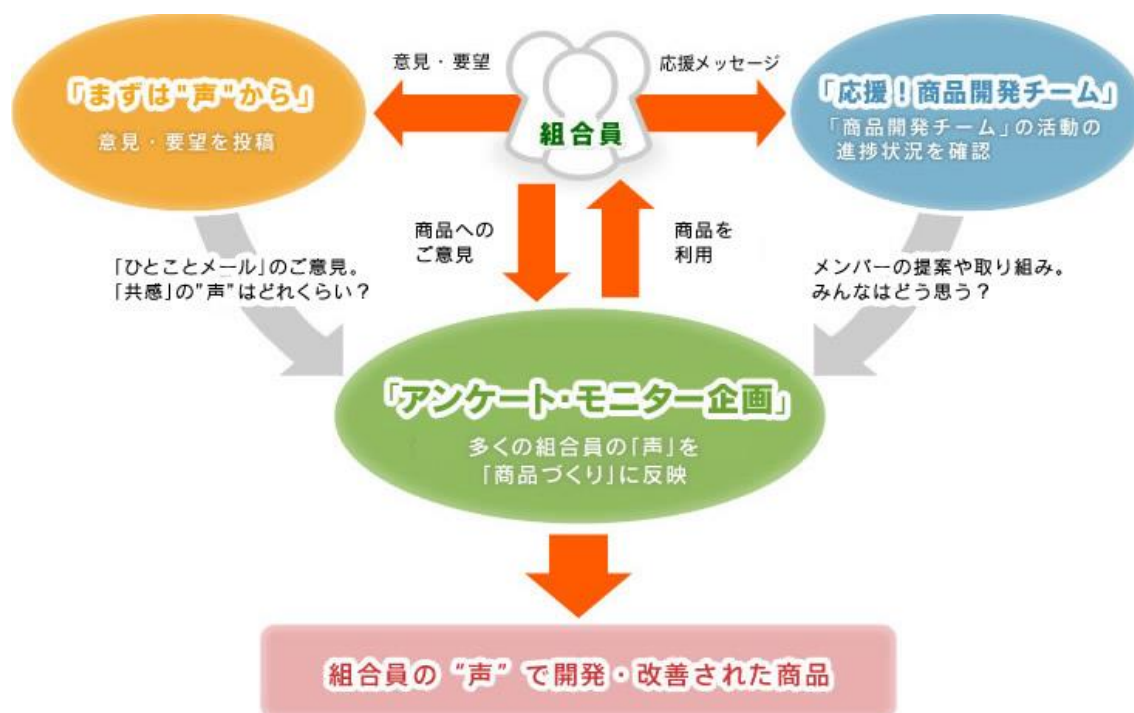 意見・要望
応援メッセージ
組合員
「まずは"声"から」
意見・要望を投稿
「応援！商品開発チーム」
「商品開発チーム」の活動の
進捗状況を確認
商品への
ご意見
商品を
利用
「ひとことメール」のご意見。
「共感」の"声"はどれくらい？
メンバーの提案や取り組み。
みんなはどう思う？
「アンケート・モニター企画」
多くの組合員の「声」を
「商品づくり」に反映
組合員の"声"で開発・改善された商品